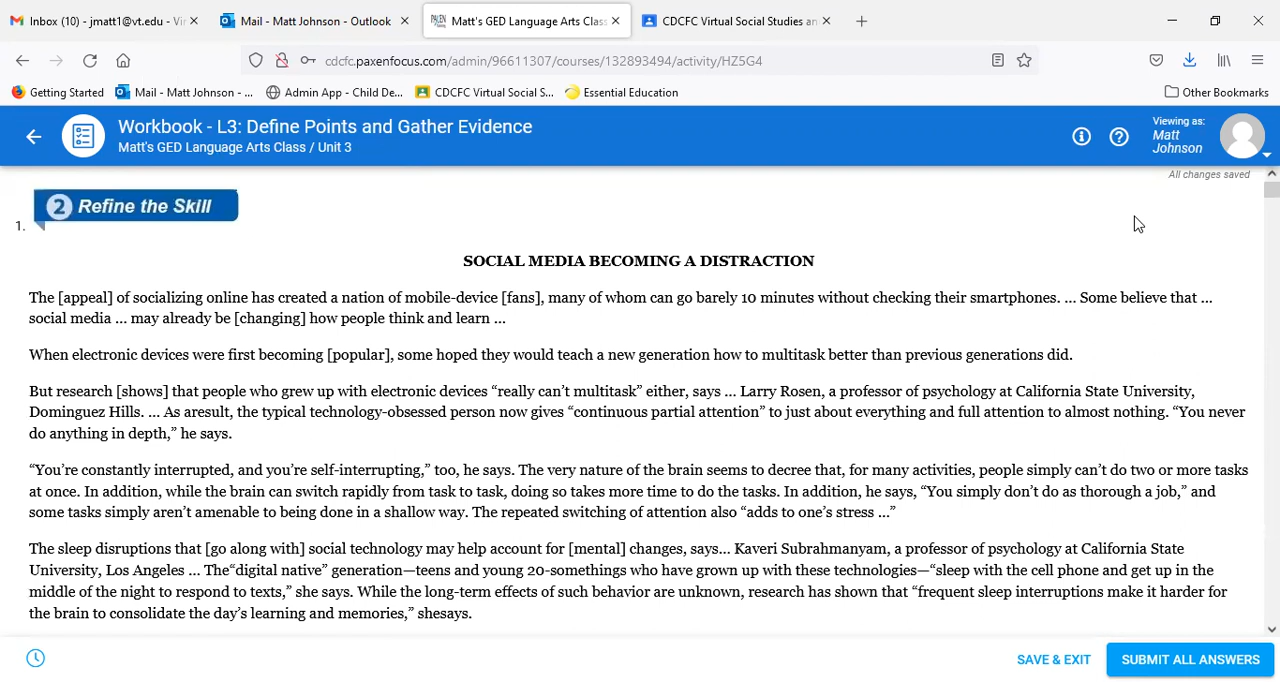 Inbox (10) - jmatt1@vt.edu - Vir
Mail - Matt Johnson - Outlook
PAXEN
Matt's GED Language Arts Clas
CDCFC Virtual Social Studies an
cdcfc.paxenfocus.com/admin/96611307/courses/132893494/activity/HZ5G4
Getting Started
Mail - Matt Johnson - ...
Admin App - Child De...
CDCFC Virtual Social S...
Essential Education
Other Bookmarks
Workbook - L3: Define Points and Gather Evidence
Matt's GED Language Arts Class / Unit 3
Viewing as:
Matt
Johnson
All changes saved
2 Refine the Skill
1.
SOCIAL MEDIA BECOMING A DISTRACTION
The [appeal] of socializing online has created a nation of mobile-device [fans], many of whom can go barely 10 minutes without checking their smartphones. ... Some believe that ...
social media ... may already be [changing] how people think and learn ...
When electronic devices were first becoming [popular], some hoped they would teach a new generation how to multitask better than previous generations did.
But research [shows] that people who grew up with electronic devices “really can’t multitask” either, says ... Larry Rosen, a professor of psychology at California State University,
Dominguez Hills. ... As aresult, the typical technology-obsessed person now gives “continuous partial attention” to just about everything and full attention to almost nothing. “You never
do anything in depth,” he says.
“You’re constantly interrupted, and you’re self-interrupting,” too, he says. The very nature of the brain seems to decree that, for many activities, people simply can’t do two or more tasks
at once. In addition, while the brain can switch rapidly from task to task, doing so takes more time to do the tasks. In addition, he says, “You simply don’t do as thorough a job,” and
some tasks simply aren’t amenable to being done in a shallow way. The repeated switching of attention also “adds to one’s stress ...”
The sleep disruptions that [go along with] social technology may help account for [mental] changes, says... Kaveri Subrahmanyam, a professor of psychology at California State
University, Los Angeles ... The“digital native” generation—teens and young 20-somethings who have grown up with these technologies—“sleep with the cell phone and get up in the
middle of the night to respond to texts,” she says. While the long-term effects of such behavior are unknown, research has shown that “frequent sleep interruptions make it harder for
the brain to consolidate the day’s learning and memories,” shesays.
SAVE & EXIT
SUBMIT ALL ANSWERS